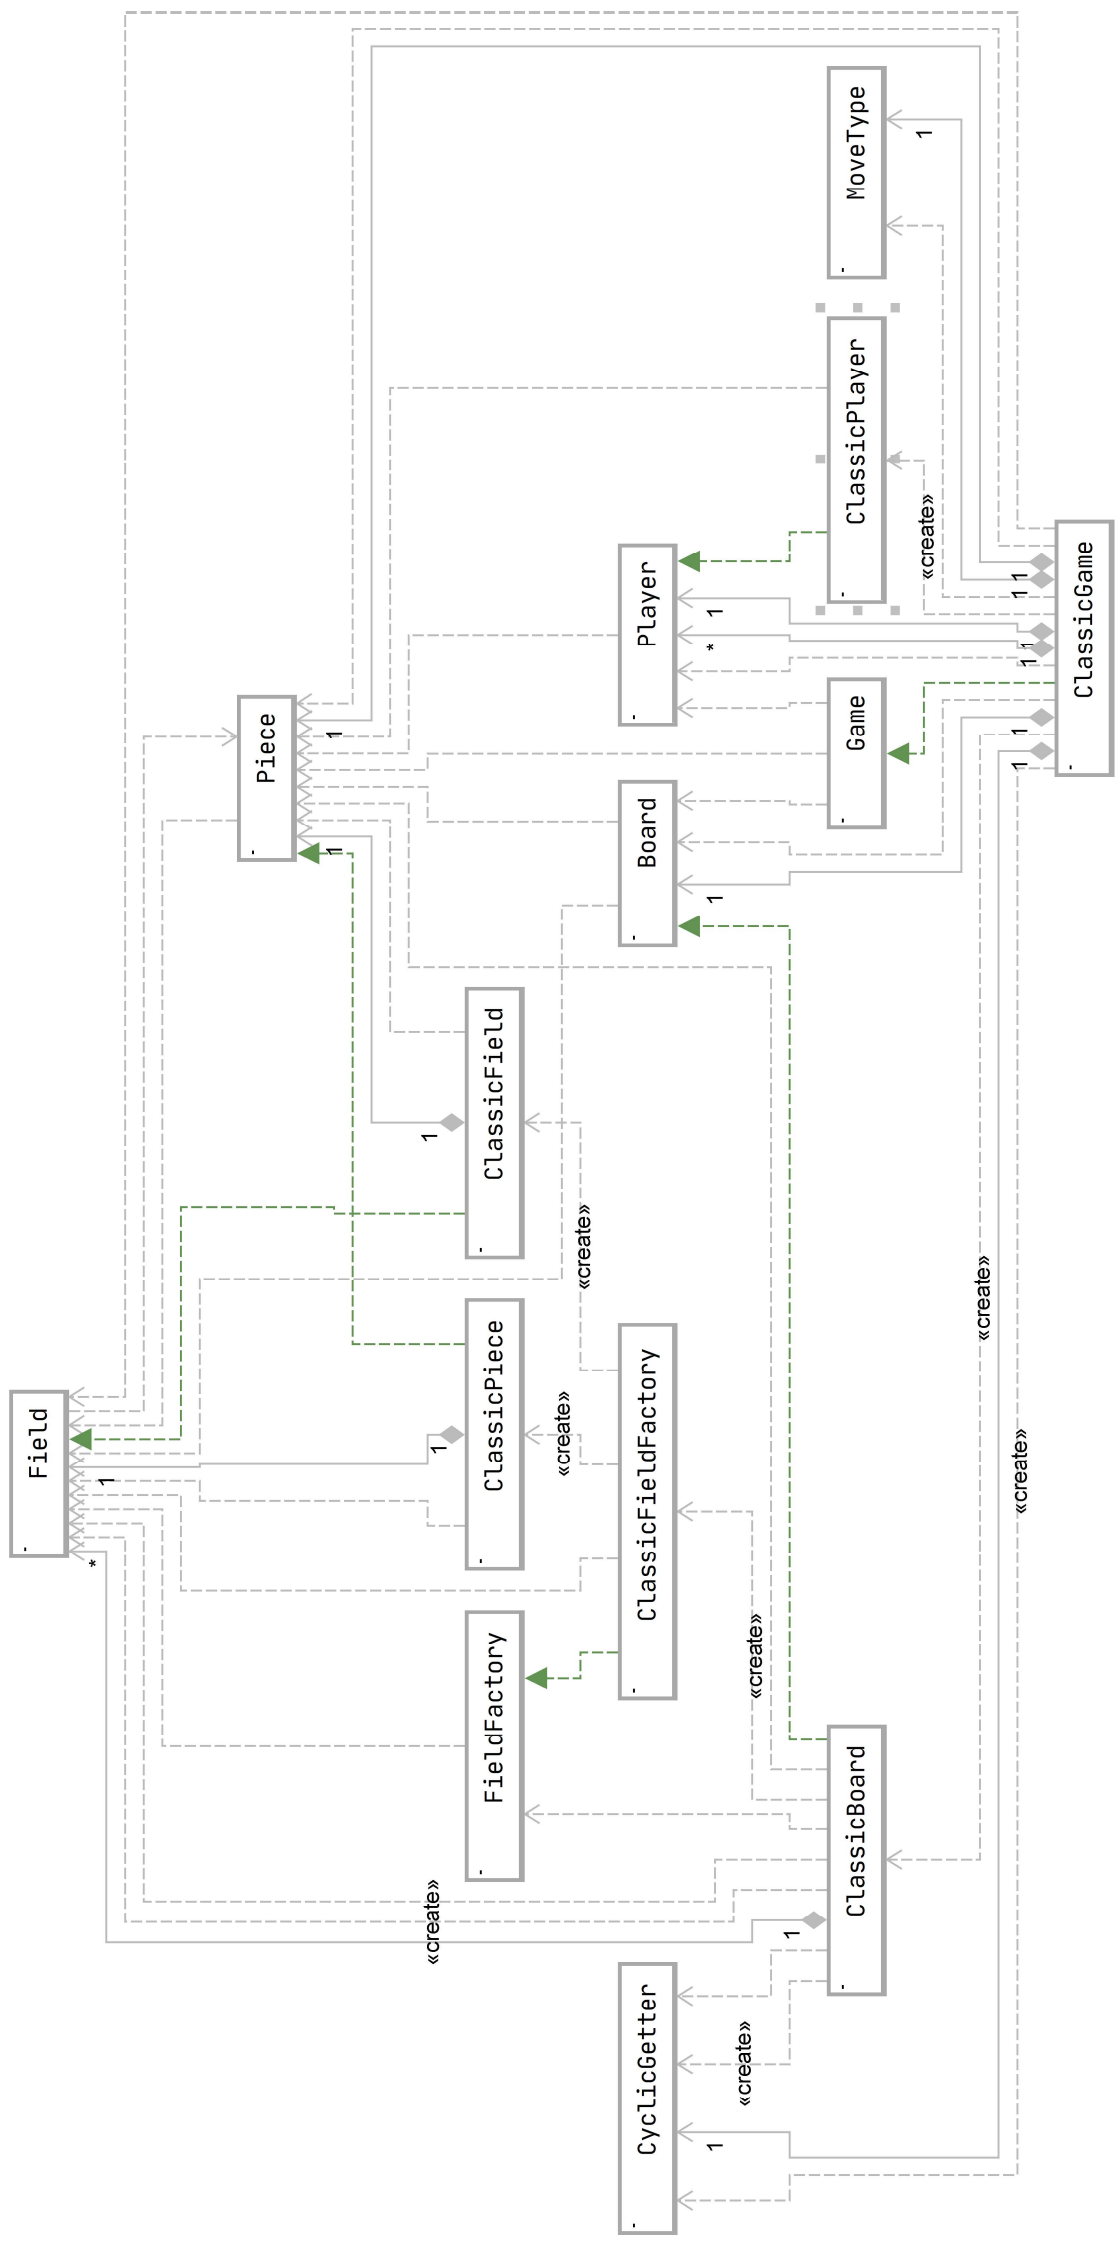 -
Field
*
1
-
Piece
1
1
«create»
1
1
-
FieldFactory
-
ClassicPiece
-
ClassicField
«create»
«create»
-
CyclicGetter
-
ClassicFieldFactory
-
Board
-
Player
1
1
*
1
«create»
«create»
1
-
ClassicBoard
-
Game
-
ClassicPlayer
-
MoveType
1
«create»
«create»
«create»
1
1
1
1
1
1
-
ClassicGame